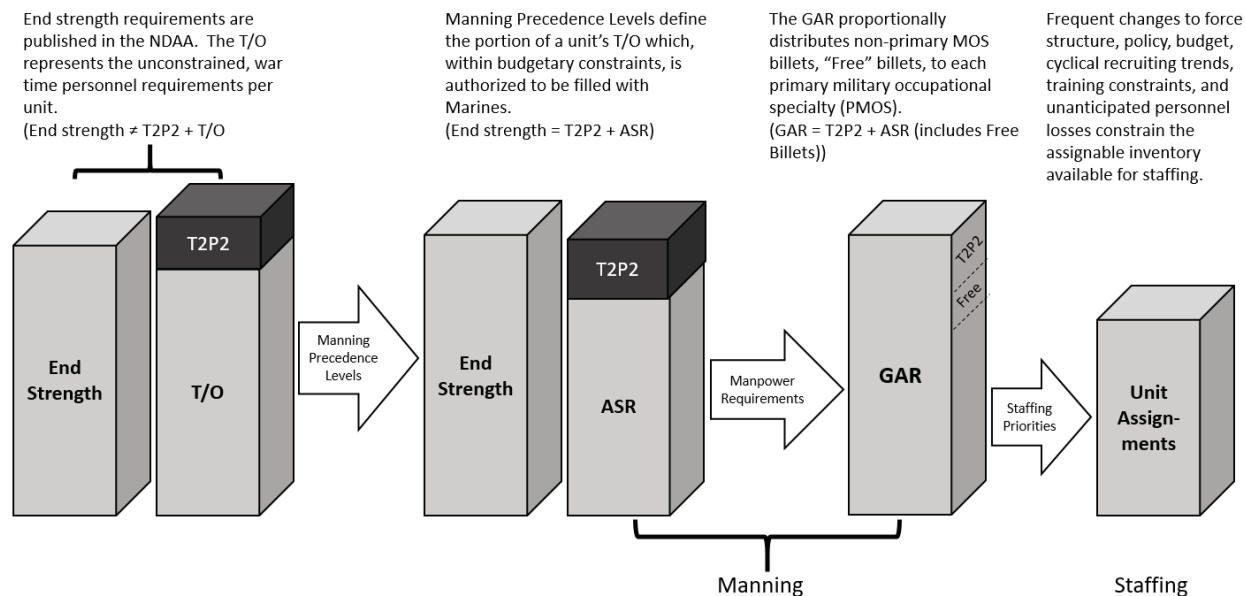 End strength requirements are
published in the NDAA.  The T/O
represents the unconstrained, war
time personnel requirements per
unit.
(End strength ≠ T2P2 + T/O
Manning Precedence Levels define
the portion of a unit's T/O which,
within budgetary constraints, is
authorized to be filled with
Marines.
(End strength = T2P2 + ASR)
The GAR proportionally
distributes non-primary MOS
billets, "Free" billets, to each
primary military occupational
specialty (PMOS).
(GAR = T2P2 + ASR (includes Free
Billets))
Frequent changes to force
structure, policy, budget,
cyclical recruiting trends,
training constraints, and
unanticipated personnel
losses constrain the
assignable inventory
available for staffing.
End
Strength
T2P2
T/O
Manning
Precedence
Levels
End
Strength
T2P2
ASR
Manpower
Requirements
GAR
T2P2
Free
Staffing
Priorities
Unit
Assign-
ments
Manning
Staffing